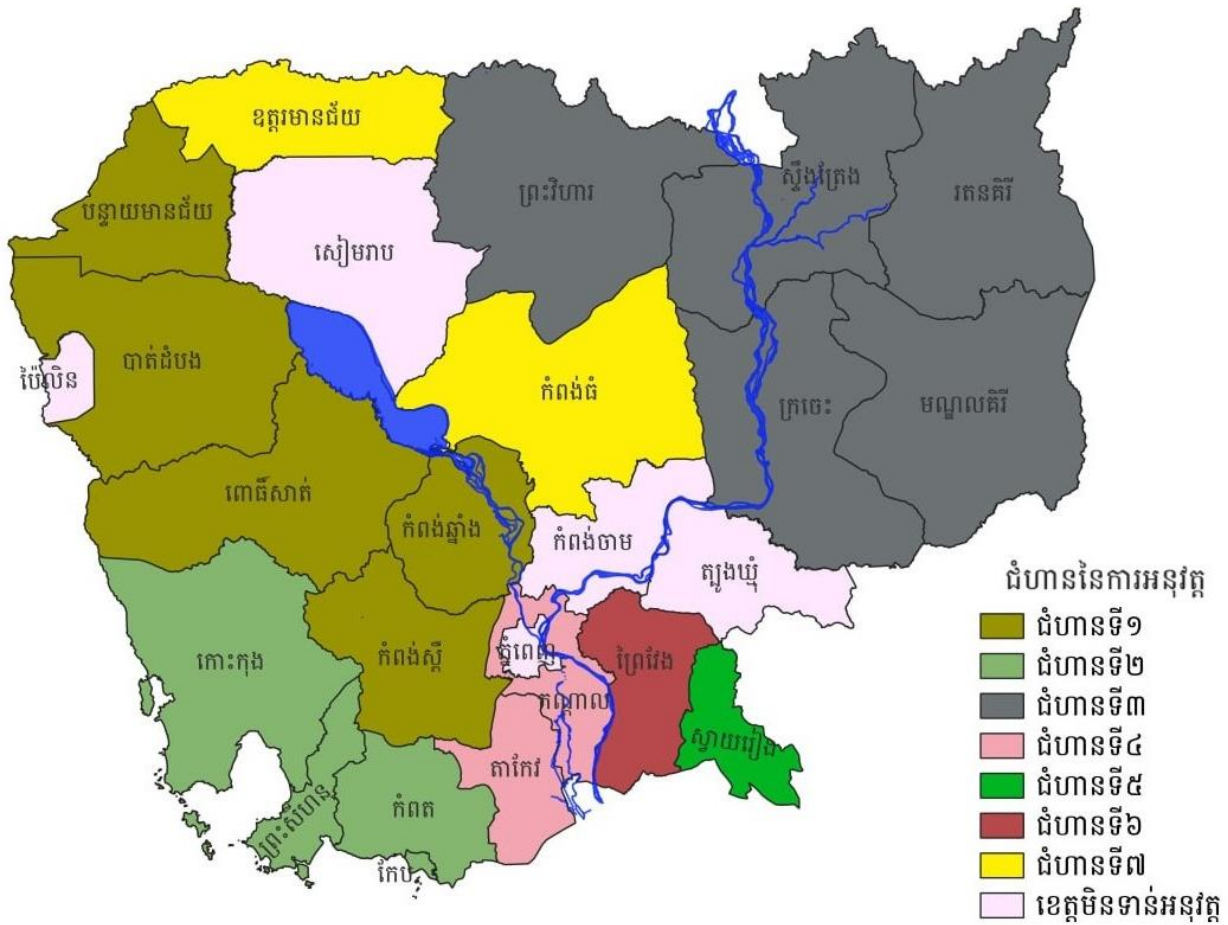 ឧត្តរមានជ័យ
ព្រះវិហារ
ស្ទឹងត្រែង
រតនគិរី
បន្ទាយមានជ័យ
សៀមរាប
ប៉ៃលិន
បាត់ដំបង
កំពង់ធំ
ក្រចេះ
មណ្ឌលគិរី
ពោធិ៍សាត់
កំពង់ឆ្នាំង
កំពង់ចាម
ត្បូងឃ្មុំ
កោះកុង
កំពង់ស្ពឺ
ភ្នំពេញ
ព្រៃវែង
កណ្តាល
ស្វាយរៀង
តាកែវ
ព្រះសីហនុ
កំពត
កែប
ជំហាននៃការអនុវត្ត
ជំហានទី១
ជំហានទី២
ជំហានទី៣
ជំហានទី៤
ជំហានទី៥
ជំហានទី៦
ជំហានទី៧
ខេត្តមិនទាន់អនុវត្ត